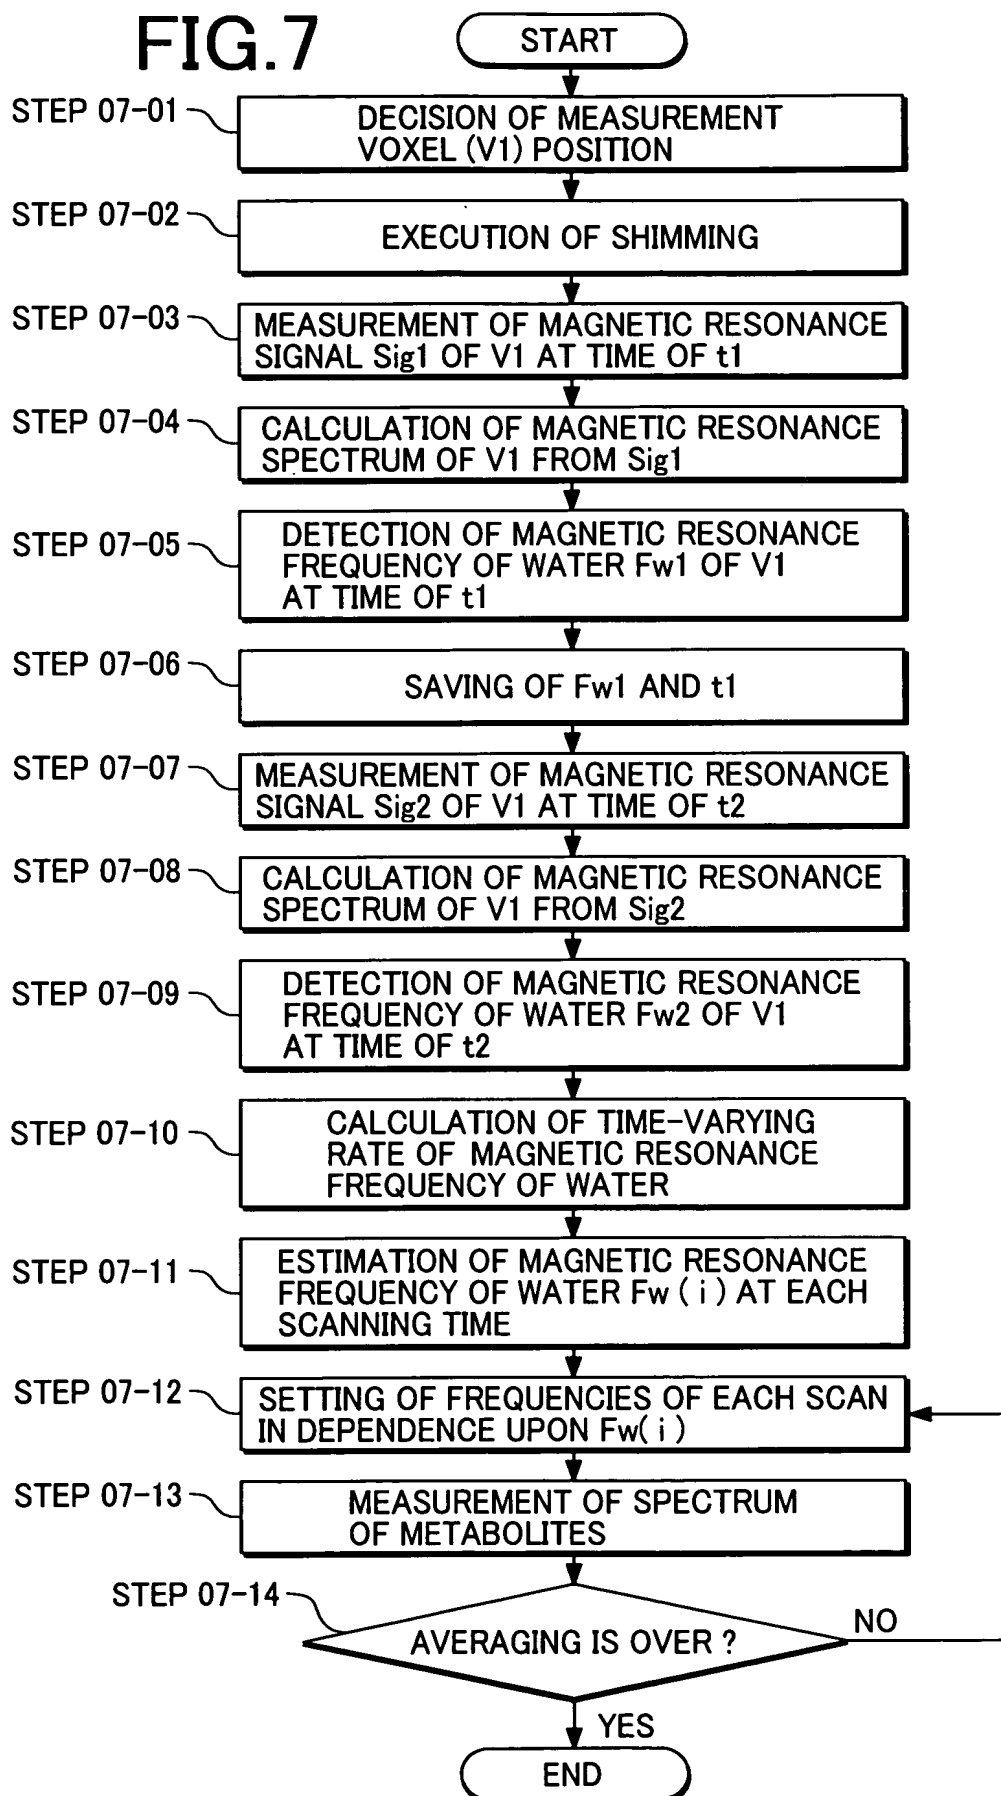 FIG.7
START
STEP 07-01
DECISION OF MEASUREMENT
VOXEL (V1) POSITION
STEP 07-02
EXECUTION OF SHIMMING
STEP 07-03
MEASUREMENT OF MAGNETIC RESONANCE
SIGNAL Sig1 OF V1 AT TIME OF t1
STEP 07-04
CALCULATION OF MAGNETIC RESONANCE
SPECTRUM OF V1 FROM Sig1
STEP 07-05
DETECTION OF MAGNETIC RESONANCE
FREQUENCY OF WATER Fw1 OF V1
AT TIME OF t1
STEP 07-06
SAVING OF Fw1 AND t1
STEP 07-07
MEASUREMENT OF MAGNETIC RESONANCE
SIGNAL Sig2 OF V1 AT TIME OF t2
STEP 07-08
CALCULATION OF MAGNETIC RESONANCE
SPECTRUM OF V1 FROM Sig2
STEP 07-09
DETECTION OF MAGNETIC RESONANCE
FREQUENCY OF WATER Fw2 OF V1
AT TIME OF t2
STEP 07-10
CALCULATION OF TIME-VARYING
RATE OF MAGNETIC RESONANCE
FREQUENCY OF WATER
STEP 07-11
ESTIMATION OF MAGNETIC RESONANCE
FREQUENCY OF WATER Fw ( i ) AT EACH
SCANNING TIME
STEP 07-12
SETTING OF FREQUENCIES OF EACH SCAN
IN DEPENDENCE UPON Fw( i )
STEP 07-13
MEASUREMENT OF SPECTRUM
OF METABOLITES
STEP 07-14
AVERAGING IS OVER ?
NO
YES
END